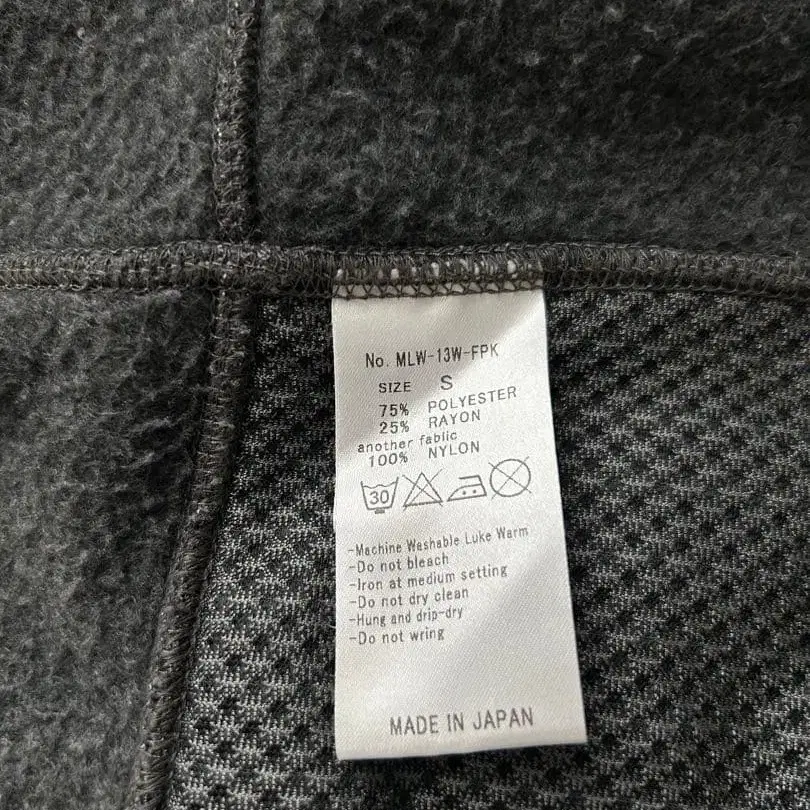 No. MLW-13W-FPK
SIZE S
75% POLYESTER
25% RAYON
another fablic
100% NYLON
30
-Machine Washable Luke Warm
-Do not bleach
-Iron at medium setting
-Do not dry clean
-Hung and drip-dry
-Do not wring
MADE IN JAPAN